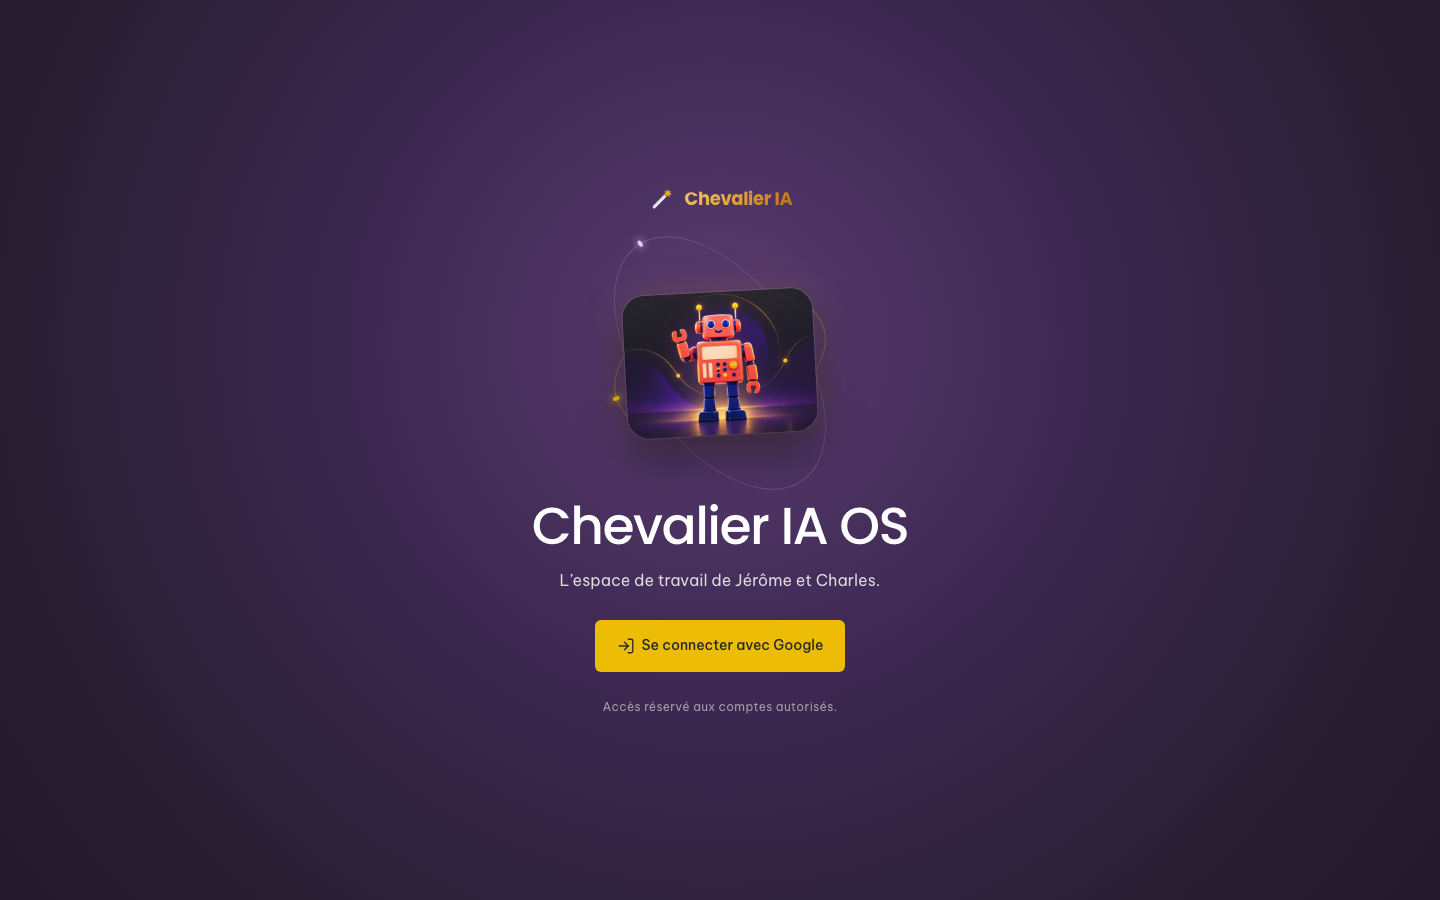 Chevalier IA
Chevalier IA OS
L’espace de travail de Jérôme et Charles.
Se connecter avec Google
Accès réservé aux comptes autorisés.